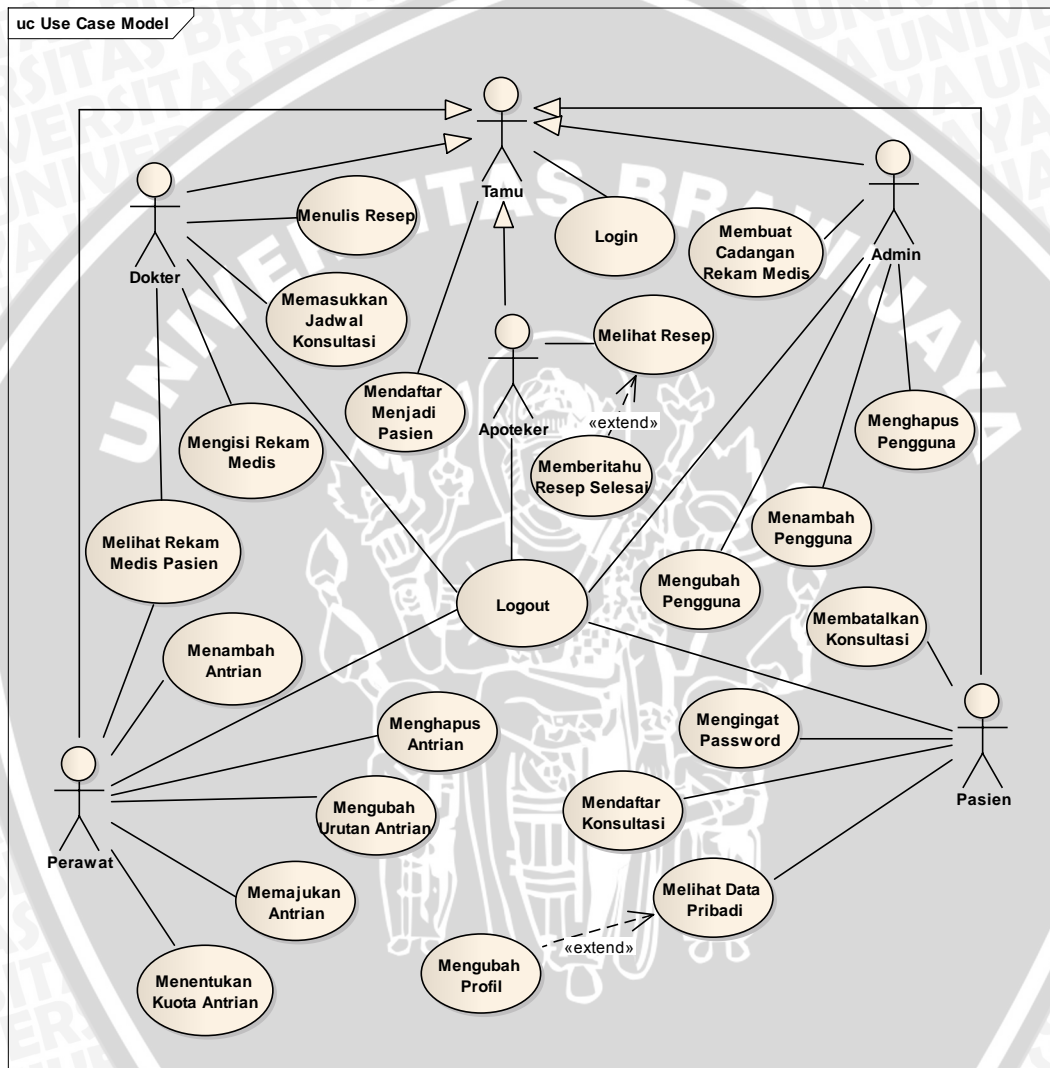 uc Use Case Model
UNIVERSITAS BRAWIJAYA
Tamu
Dokter
Menulis Resep
Login
Membuat
Cadangan
Rekam Medis
Admin
Memasukkan
Jadwal
Konsultasi
Melihat Resep
Mendaftar
Menjadi
Pasien
Apoteker
«extend»
Menghapus
Pengguna
Mengisi Rekam
Medis
Memberitahu
Resep Selesai
Menambah
Pengguna
Melihat Rekam
Medis Pasien
Logout
Mengubah
Pengguna
Membatalkan
Konsultasi
Menambah
Antrian
Menghapus
Antrian
Mengingat
Password
Pasien
Mengubah
Urutan Antrian
Mendaftar
Konsultasi
Perawat
Memajukan
Antrian
Melihat Data
Pribadi
«extend»
Mengubah
Profil
Menentukan
Kuota Antrian